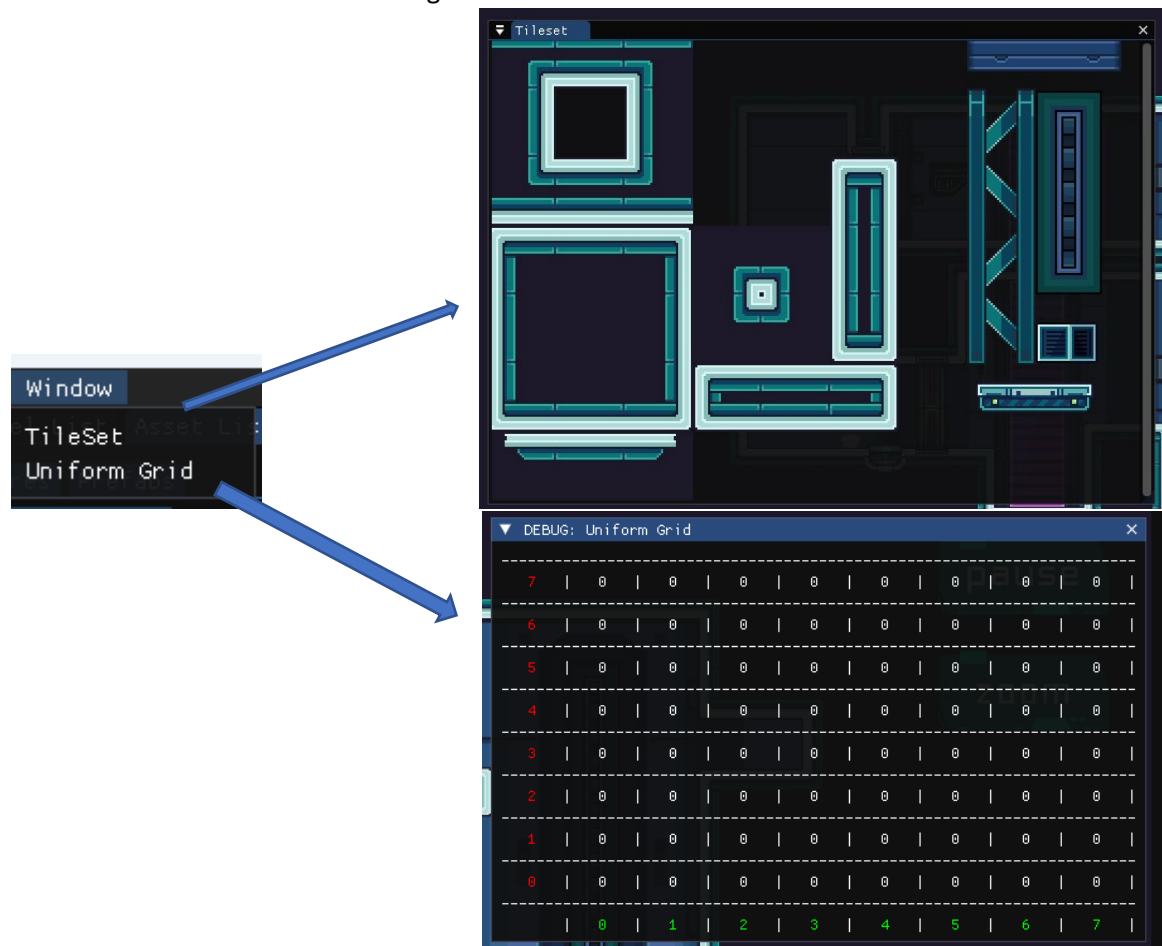 Tileset
Window
Asset Lis
TileSet
Uniform Grid
DEBUG: Uniform Grid
pause
7 | 0 | 0 | 0 | 0 | 0 | 0 | 0 | 0 |
6 | 0 | 0 | 0 | 0 | 0 | 0 | 0 | 0 |
5 | 0 | 0 | 0 | 0 | 0 | 0 | 0 | 0 |
zoom
4 | 0 | 0 | 0 | 0 | 0 | 0 | 0 | 0 |
3 | 0 | 0 | 0 | 0 | 0 | 0 | 0 | 0 |
2 | 0 | 0 | 0 | 0 | 0 | 0 | 0 | 0 |
1 | 0 | 0 | 0 | 0 | 0 | 0 | 0 | 0 |
0 | 0 | 0 | 0 | 0 | 0 | 0 | 0 | 0 |
| 0 | 1 | 2 | 3 | 4 | 5 | 6 | 7 |